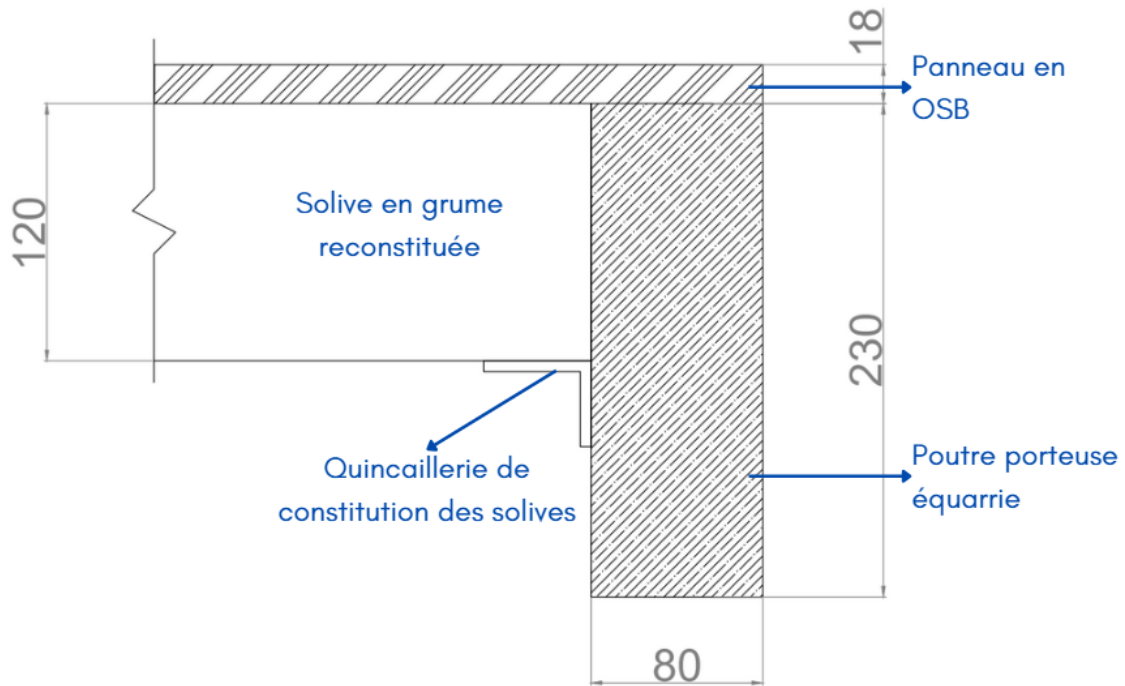 18
Panneau en
OSB
120
Solive en grume
reconstituée
230
Quincaillerie de
constitution des solives
Poutre porteuse
équarrie
80